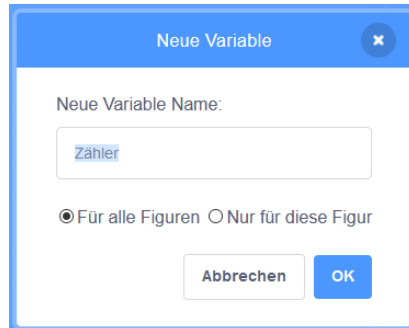 Neue Variable
Neue Variable Name:
Zähler
Für alle Figuren Nur für diese Figur
Abbrechen OK